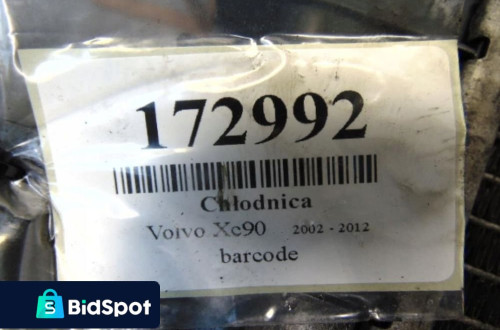 172992
Chlodnica
Volvo Xc90 2002 - 2012
barcode
BidSpot